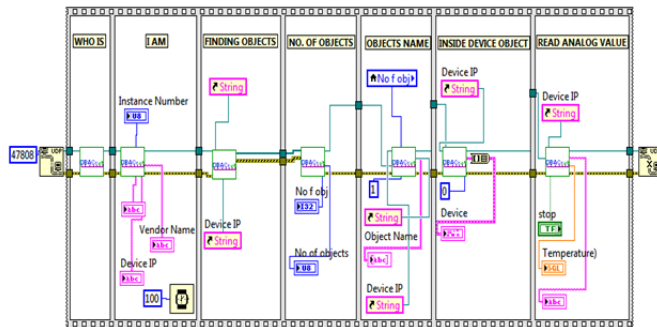 WHO IS
I AM
FINDING OBJECTS
NO. OF OBJECTS
OBJECTS NAME
INSIDE DEVICE OBJECT
READ ANALOG VALUE
String
No f obj
Device IP
String
Device IP
String
Instance Number
U8
47808
UDP
UDP
No f obj
I32
1
0
Device IP
String
Vendor Name
abc
abc
Device IP
abc
100
No of objects
U8
String
Object Name
abc
Device IP
String
Device
stop
TF
Temperature)
SGL
abc